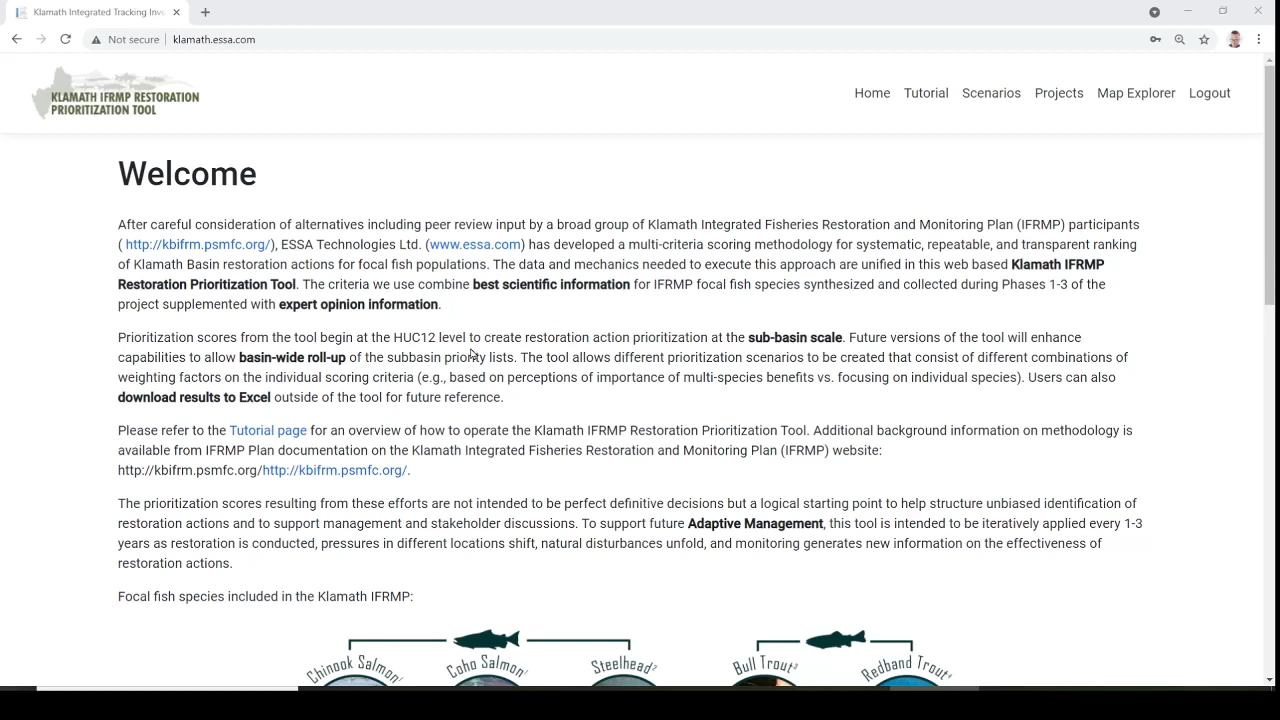 Klamath Integrated Tracking Inv
Not secure
klamath.essa.com
KLAMATH IFRMP RESTORATION
PRIORITIZATION TOOL
Home Tutorial Scenarios Projects Map Explorer Logout
Welcome
After careful consideration of alternatives including peer review input by a broad group of Klamath Integrated Fisheries Restoration and Monitoring Plan (IFRMP) participants
( http://kbifrm.psmfc.org/), ESSA Technologies Ltd. (www.essa.com) has developed a multi-criteria scoring methodology for systematic, repeatable, and transparent ranking
of Klamath Basin restoration actions for focal fish populations. The data and mechanics needed to execute this approach are unified in this web based Klamath IFRMP
Restoration Prioritization Tool. The criteria we use combine best scientific information for IFRMP focal fish species synthesized and collected during Phases 1-3 of the
project supplemented with expert opinion information.
Prioritization scores from the tool begin at the HUC12 level to create restoration action prioritization at the sub-basin scale. Future versions of the tool will enhance
capabilities to allow basin-wide roll-up of the subbasin priority lists. The tool allows different prioritization scenarios to be created that consist of different combinations of
weighting factors on the individual scoring criteria (e.g., based on perceptions of importance of multi-species benefits vs. focusing on individual species). Users can also
download results to Excel outside of the tool for future reference.
Please refer to the Tutorial page for an overview of how to operate the Klamath IFRMP Restoration Prioritization Tool. Additional background information on methodology is
available from IFRMP Plan documentation on the Klamath Integrated Fisheries Restoration and Monitoring Plan (IFRMP) website:
http://kbifrm.psmfc.org/http://kbifrm.psmfc.org/.
The prioritization scores resulting from these efforts are not intended to be perfect definitive decisions but a logical starting point to help structure unbiased identification of
restoration actions and to support management and stakeholder discussions. To support future Adaptive Management, this tool is intended to be iteratively applied every 1-3
years as restoration is conducted, pressures in different locations shift, natural disturbances unfold, and monitoring generates new information on the effectiveness of
restoration actions.
Focal fish species included in the Klamath IFRMP:
Chinook Salmon¹ Coho Salmon¹ Steelhead¹² Bull Trout³ Redband Trout⁴